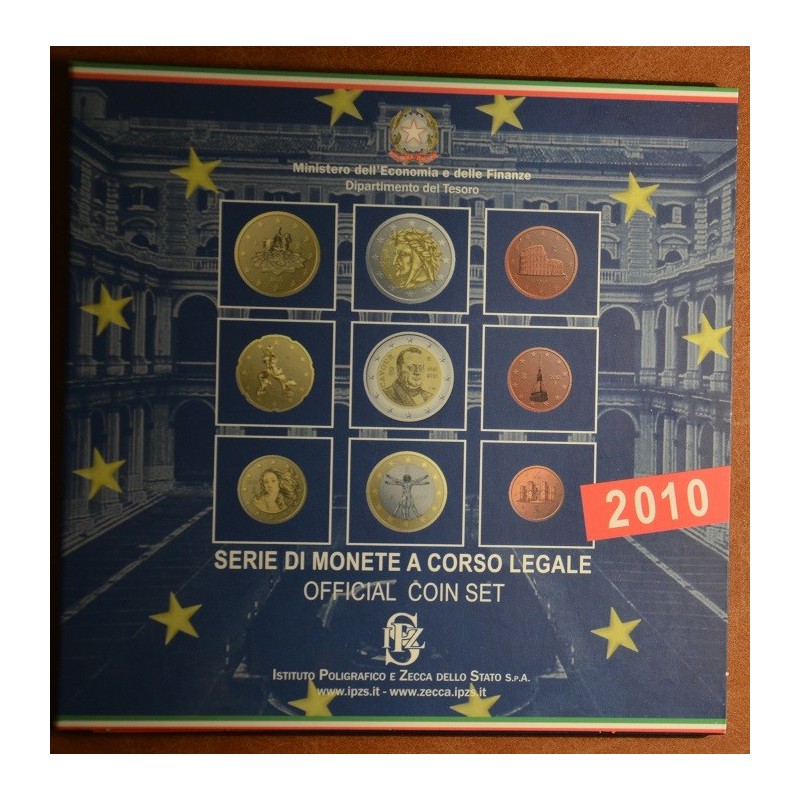 Ministero dell'Economia e delle Finanze
Dipartimento del Tesoro
CAVOUR
2010
SERIE DI MONETE A CORSO LEGALE
OFFICIAL COIN SET
IPZS
ISTITUTO POLIGRAFICO E ZECCA DELLO STATO S.P.A.
www.ipzs.it - www.zecca.ipzs.it